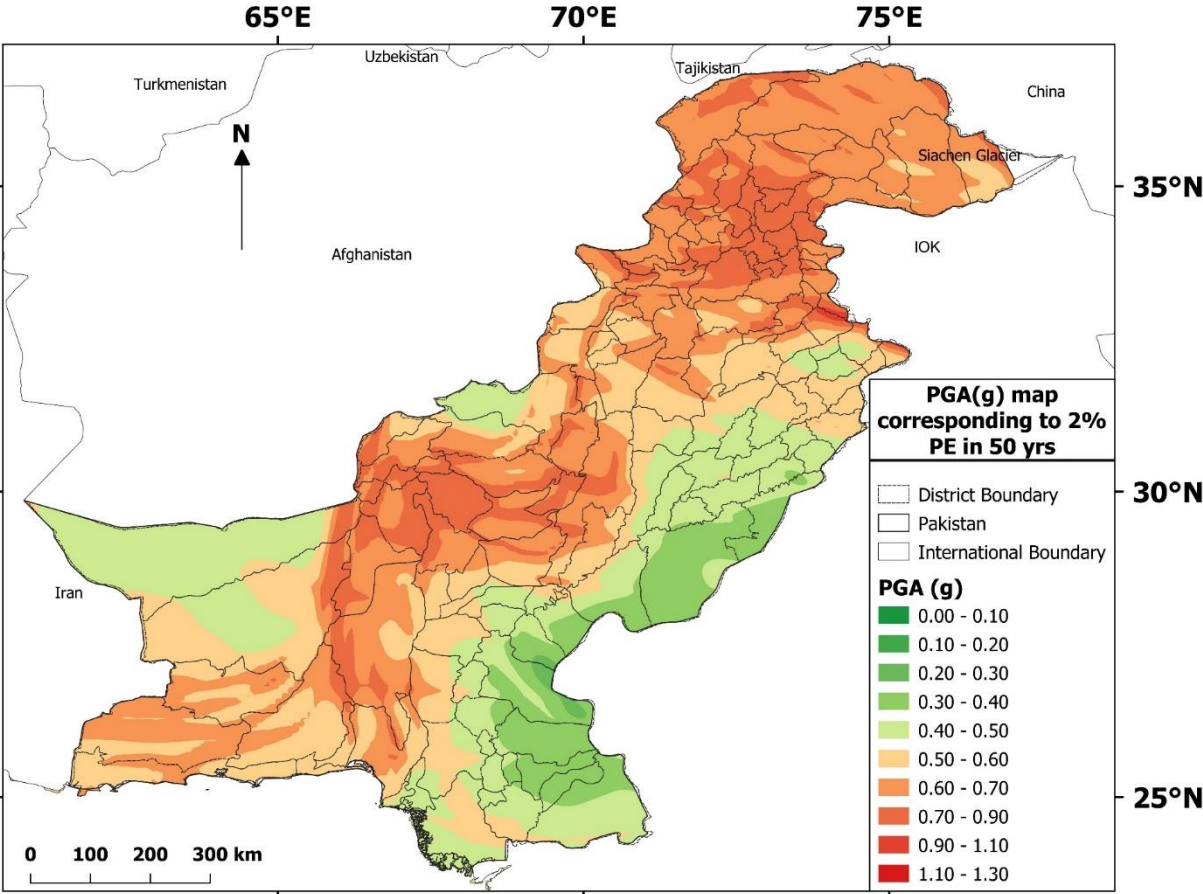 65°E 70°E 75°E
Uzbekistan
Turkmenistan
Tajikistan
China
N
Siachen Glacier
35°N
Afghanistan
IOK
PGA(g) map
corresponding to 2%
PE in 50 yrs
30°N
District Boundary
Pakistan
International Boundary
Iran
PGA (g)
0.00 - 0.10
0.10 - 0.20
0.20 - 0.30
0.30 - 0.40
0.40 - 0.50
0.50 - 0.60
0.60 - 0.70
0.70 - 0.90
0.90 - 1.10
1.10 - 1.30
25°N
0 100 200 300 km